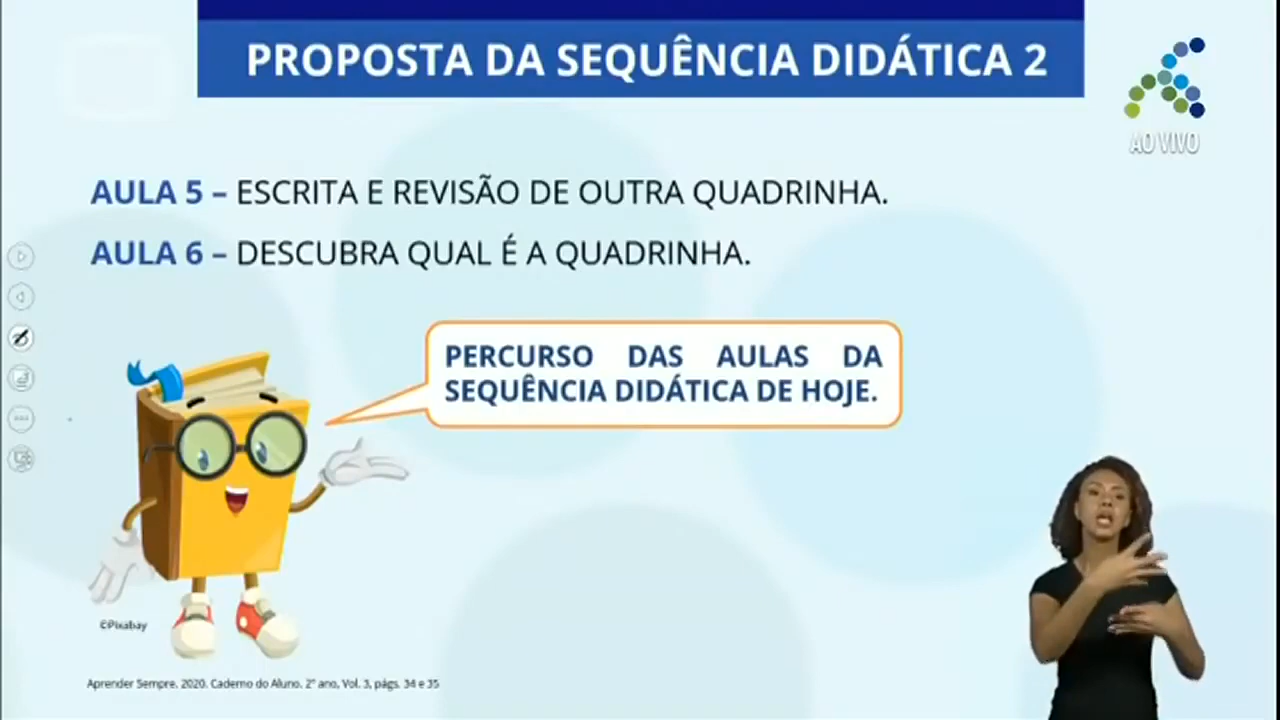 PROPOSTA DA SEQUÊNCIA DIDÁTICA 2
AO VIVO
AULA 5 – ESCRITA E REVISÃO DE OUTRA QUADRINHA.
AULA 6 – DESCUBRA QUAL É A QUADRINHA.
PERCURSO DAS AULAS DA
SEQUÊNCIA DIDÁTICA DE HOJE.
©Pixabay
Aprender Sempre, 2020. Caderno do Aluno, 2º ano, Vol. 3, págs. 34 e 35